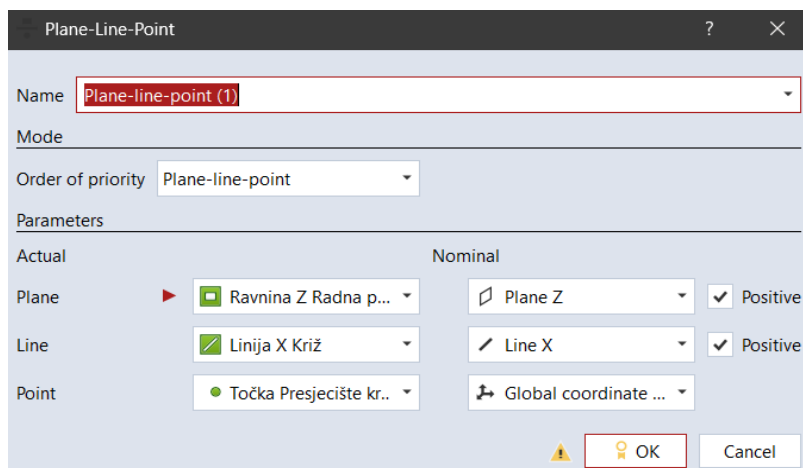 Plane-Line-Point ?
Name Plane-line-point (1)
Mode
Order of priority Plane-line-point
Parameters
Actual Nominal
Plane Ravnina Z Radna p... Plane Z Positive
Line Linija X Križ Line X Positive
Point Točka Presjecište kr.. Global coordinate ...
OK Cancel